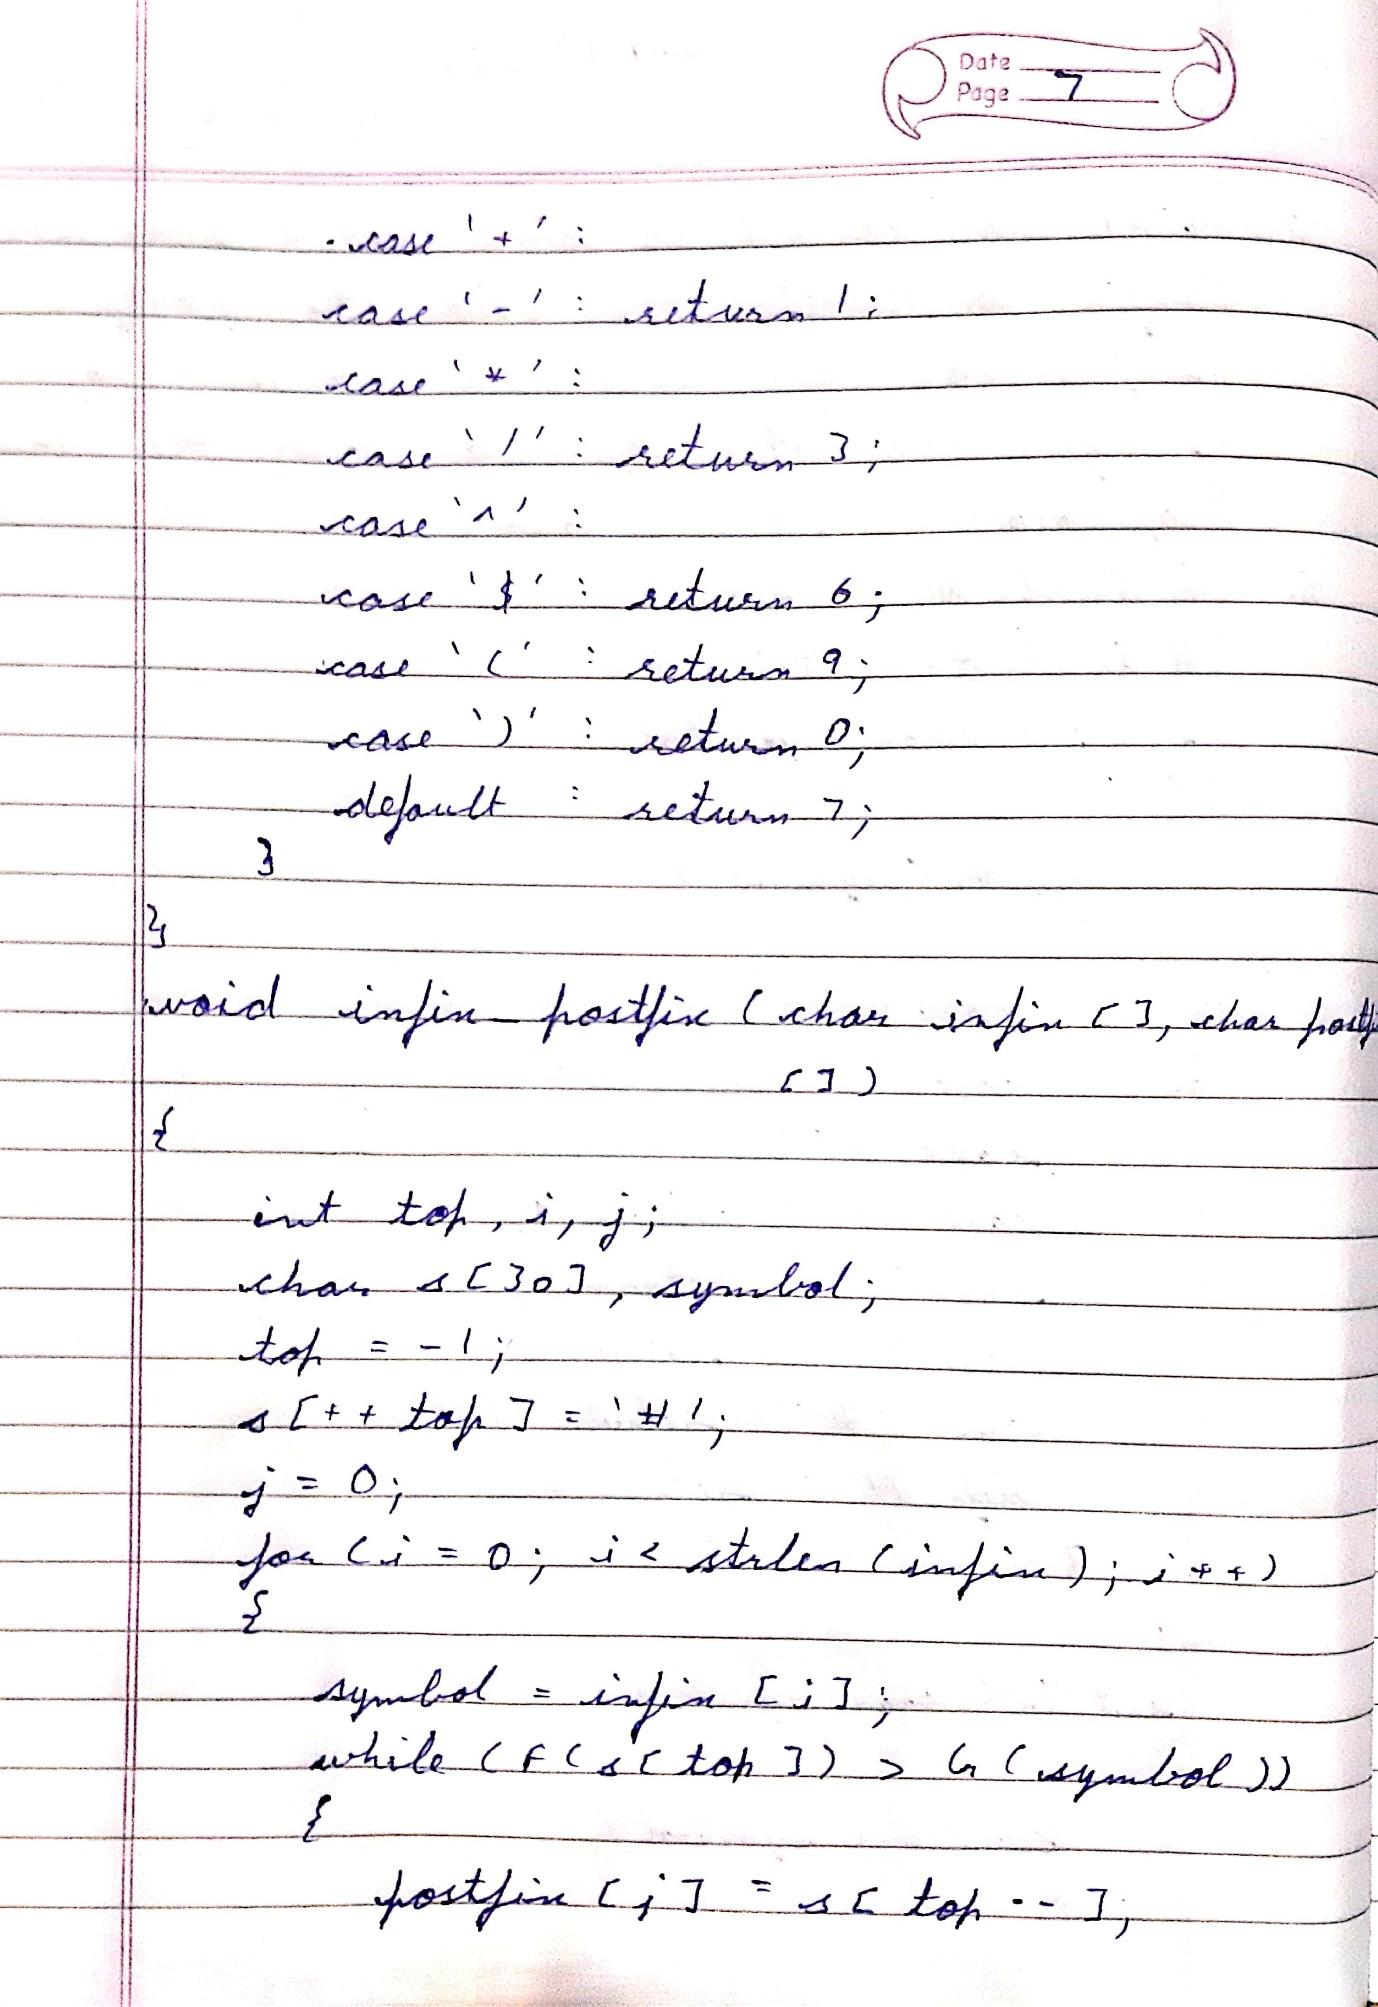 Date
Page 7
case '+' :
case '-' : return 1;
case '*' :
case '/' : return 3;
case '^' :
case '$' : return 6;
case '(' : return 9;
case ')' : return 0;
default : return 7;
}
}
void infix_postfix (char infix [], char postfi
[])
{
int top, i, j;
char s[30], symbol;
top = -1;
s[++top] = '#';
j = 0;
for (i = 0; i < strlen (infix); i++)
{
symbol = infix [i];
while (F(s[top]) > G(symbol))
{
postfix [j] = s[top--];